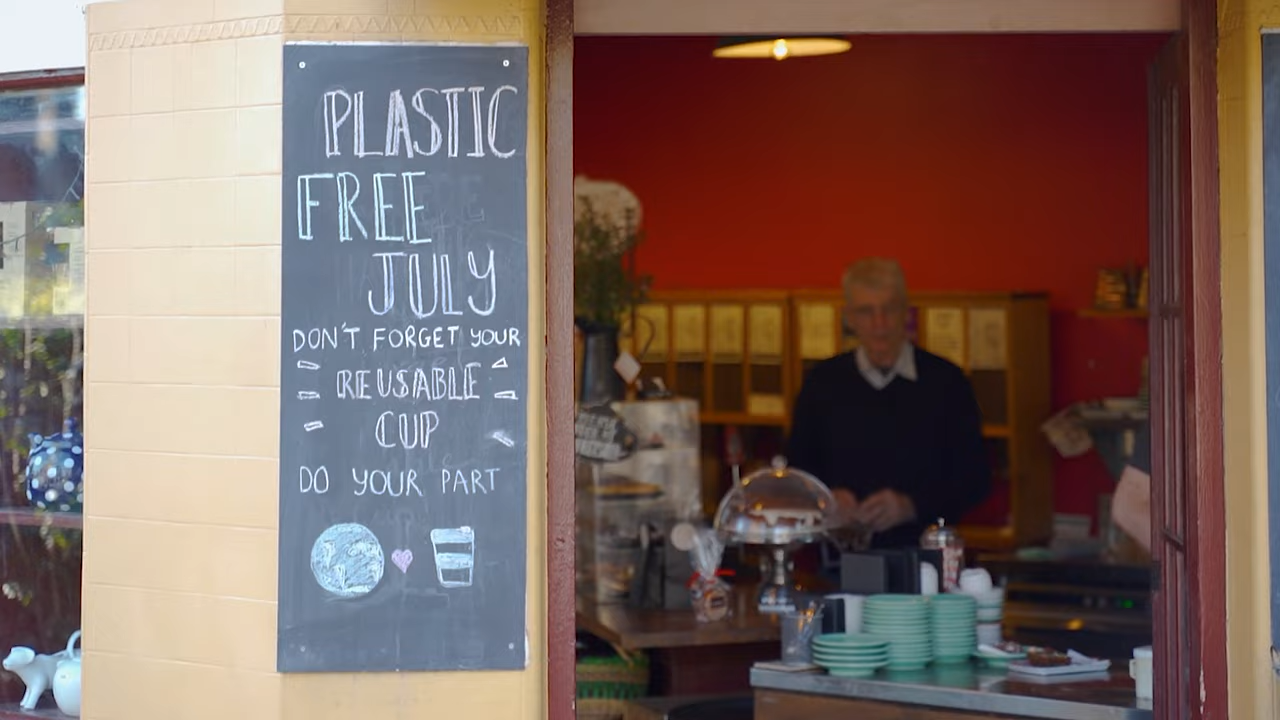 PLASTIC
FREE
JULY
DON'T FORGET YOUR
REUSABLE
CUP
DO YOUR PART